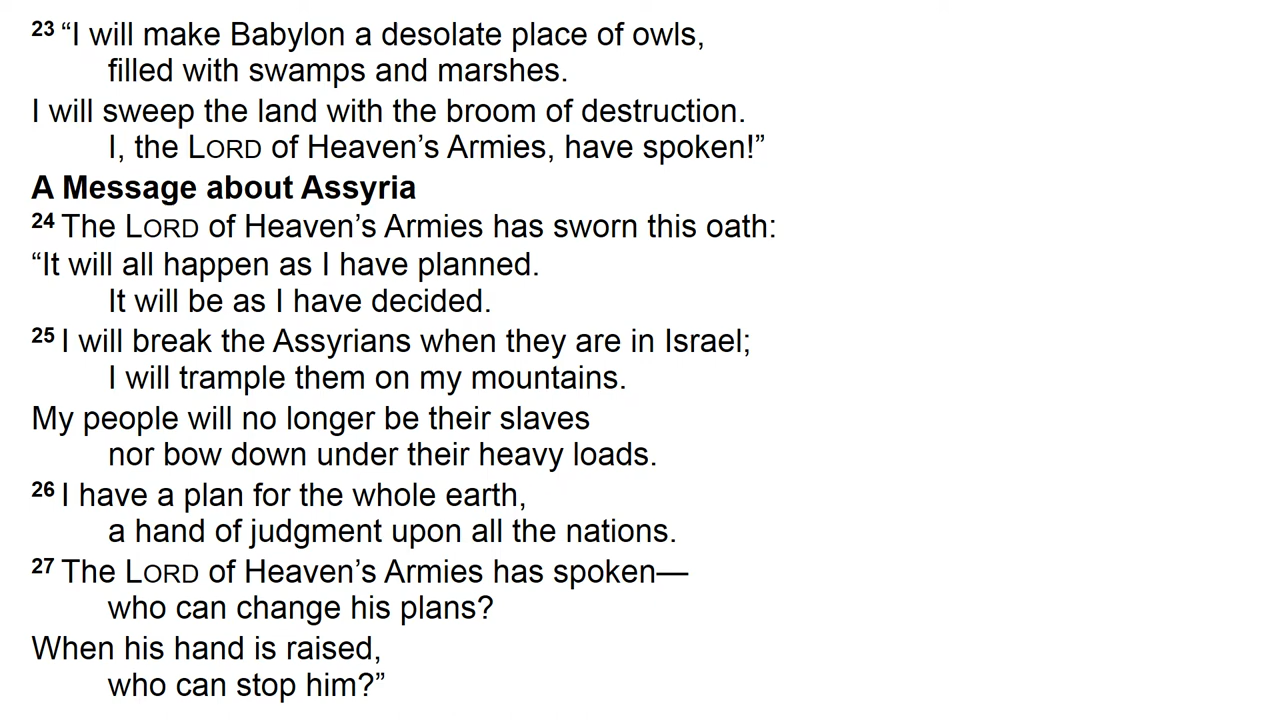 23 “I will make Babylon a desolate place of owls,
filled with swamps and marshes.
I will sweep the land with the broom of destruction.
I, the LORD of Heaven’s Armies, have spoken!”
A Message about Assyria
24 The LORD of Heaven’s Armies has sworn this oath:
“It will all happen as I have planned.
It will be as I have decided.
25 I will break the Assyrians when they are in Israel;
I will trample them on my mountains.
My people will no longer be their slaves
nor bow down under their heavy loads.
26 I have a plan for the whole earth,
a hand of judgment upon all the nations.
27 The LORD of Heaven’s Armies has spoken—
who can change his plans?
When his hand is raised,
who can stop him?”